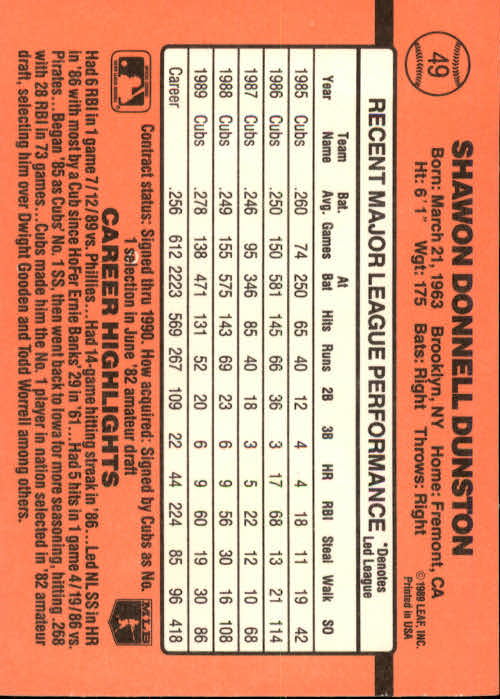 49
SHAWON DONNELL DUNSTON
Born: March 21, 1963 Brooklyn, NY Home: Fremont, CA
Ht: 6'1" Wgt: 175 Bats: Right Throws: Right
© 1989 LEAF, INC.
Printed in USA
RECENT MAJOR LEAGUE PERFORMANCE *Denotes Led League
Year Team Name Bat. Avg. Games At Bat Hits Runs 2B 3B HR RBI Steal Walk SO
1985 Cubs .260 74 250 65 40 12 4 4 18 11 19 42
1986 Cubs .250 150 581 145 66 36 3 17 68 13 21 114
1987 Cubs .246 95 346 85 40 18 3 5 22 12 10 68
1988 Cubs .249 155 575 143 69 23 6 9 56 30 16 108
1989 Cubs .278 138 471 131 52 20 6 9 60 19 30 86
Career .256 612 2223 569 267 109 22 44 224 85 96 418
Contract status: Signed thru 1990. How acquired: Signed by Cubs as No.
1 selection in June '82 amateur draft
CAREER HIGHLIGHTS
MLB
Had 6 RBI in 1 game 7/12/89 vs. Phillies...Had 14-game hitting streak in '86...Led NL SS in HR
in '86 with most by a Cub since HoFer Ernie Banks' 29 in '61...Had 5 hits in 1 game 4/19/86 vs.
Pirates...Began '85 as Cubs' No. 1 SS, then went back to Iowa for more seasoning, hitting .268
with 28 RBI in 73 games...Cubs made him the No. 1 player in nation selected in '82 amateur
draft, selecting him over Dwight Gooden and Todd Worrell among others.